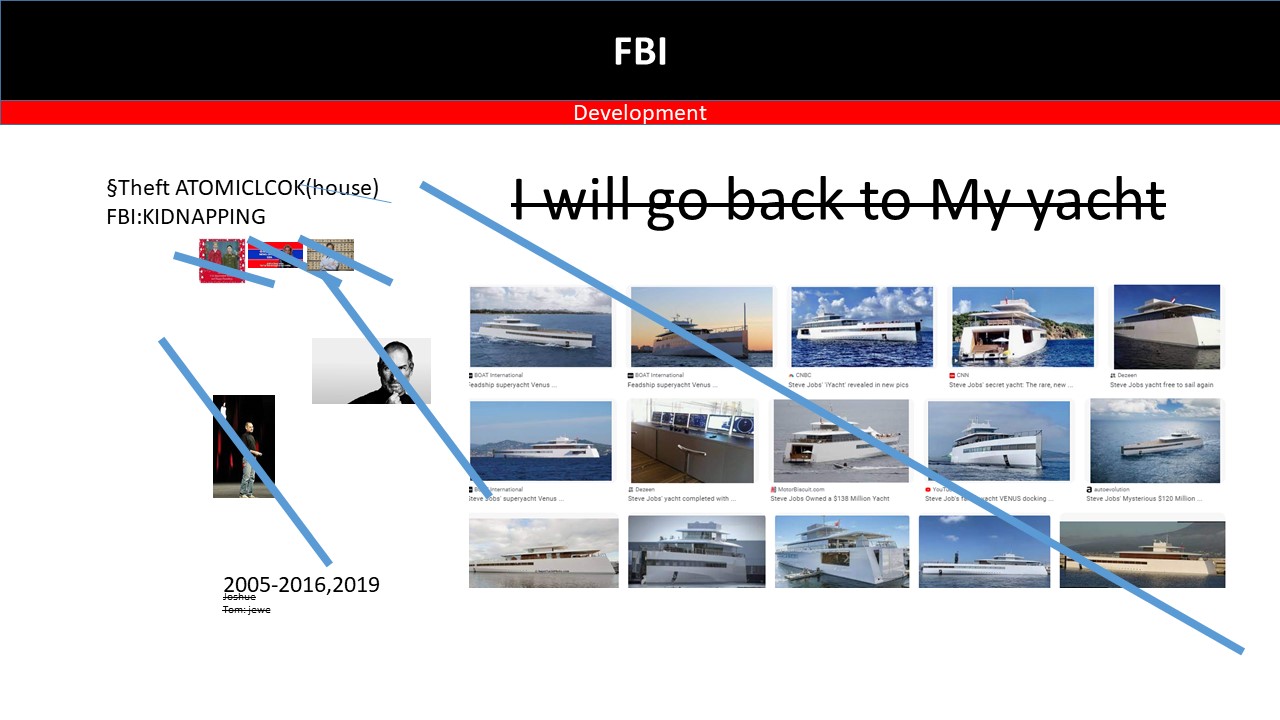 FBI
Development
§Theft ATOMICLCOK(house)
FBI:KIDNAPPING
I will go back to My yacht
BOAT International
Feadship superyacht Venus ...
BOAT International
Feadship superyacht Venus ...
CNBC
Steve Jobs' 'iYacht' revealed in new pics
CNN
Steve Jobs' secret yacht: The rare, new ...
Dezeen
Steve Jobs yacht free to sail again
International
Steve Jobs' superyacht Venus ...
Dezeen
Steve Jobs' yacht completed with ...
MotorBiscuit.com
Steve Jobs Owned a $138 Million Yacht
Steve Job's yacht VENUS docking ...
autoevolution
Steve Jobs' Mysterious $120 Million ...
2005-2016,2019
Joshue
Tom: jewe